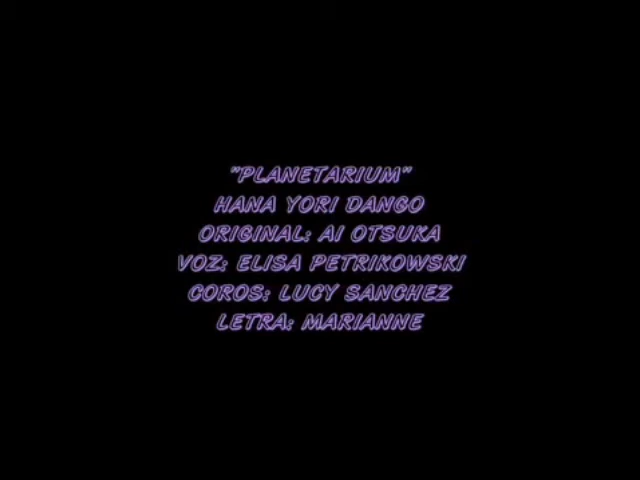 "PLANETARIUM"
HANA YORI DANGO
ORIGINAL: AI OTSUKA
VOZ: ELISA PETRIKOWSKI
COROS: LUCY SANCHEZ
LETRA: MARIANNE